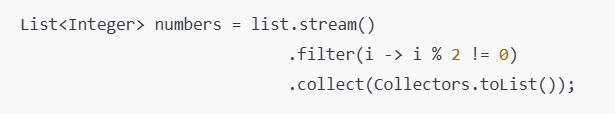 List<Integer> numbers = list.stream()
.filter(i -> i % 2 != 0)
.collect(Collectors.toList());